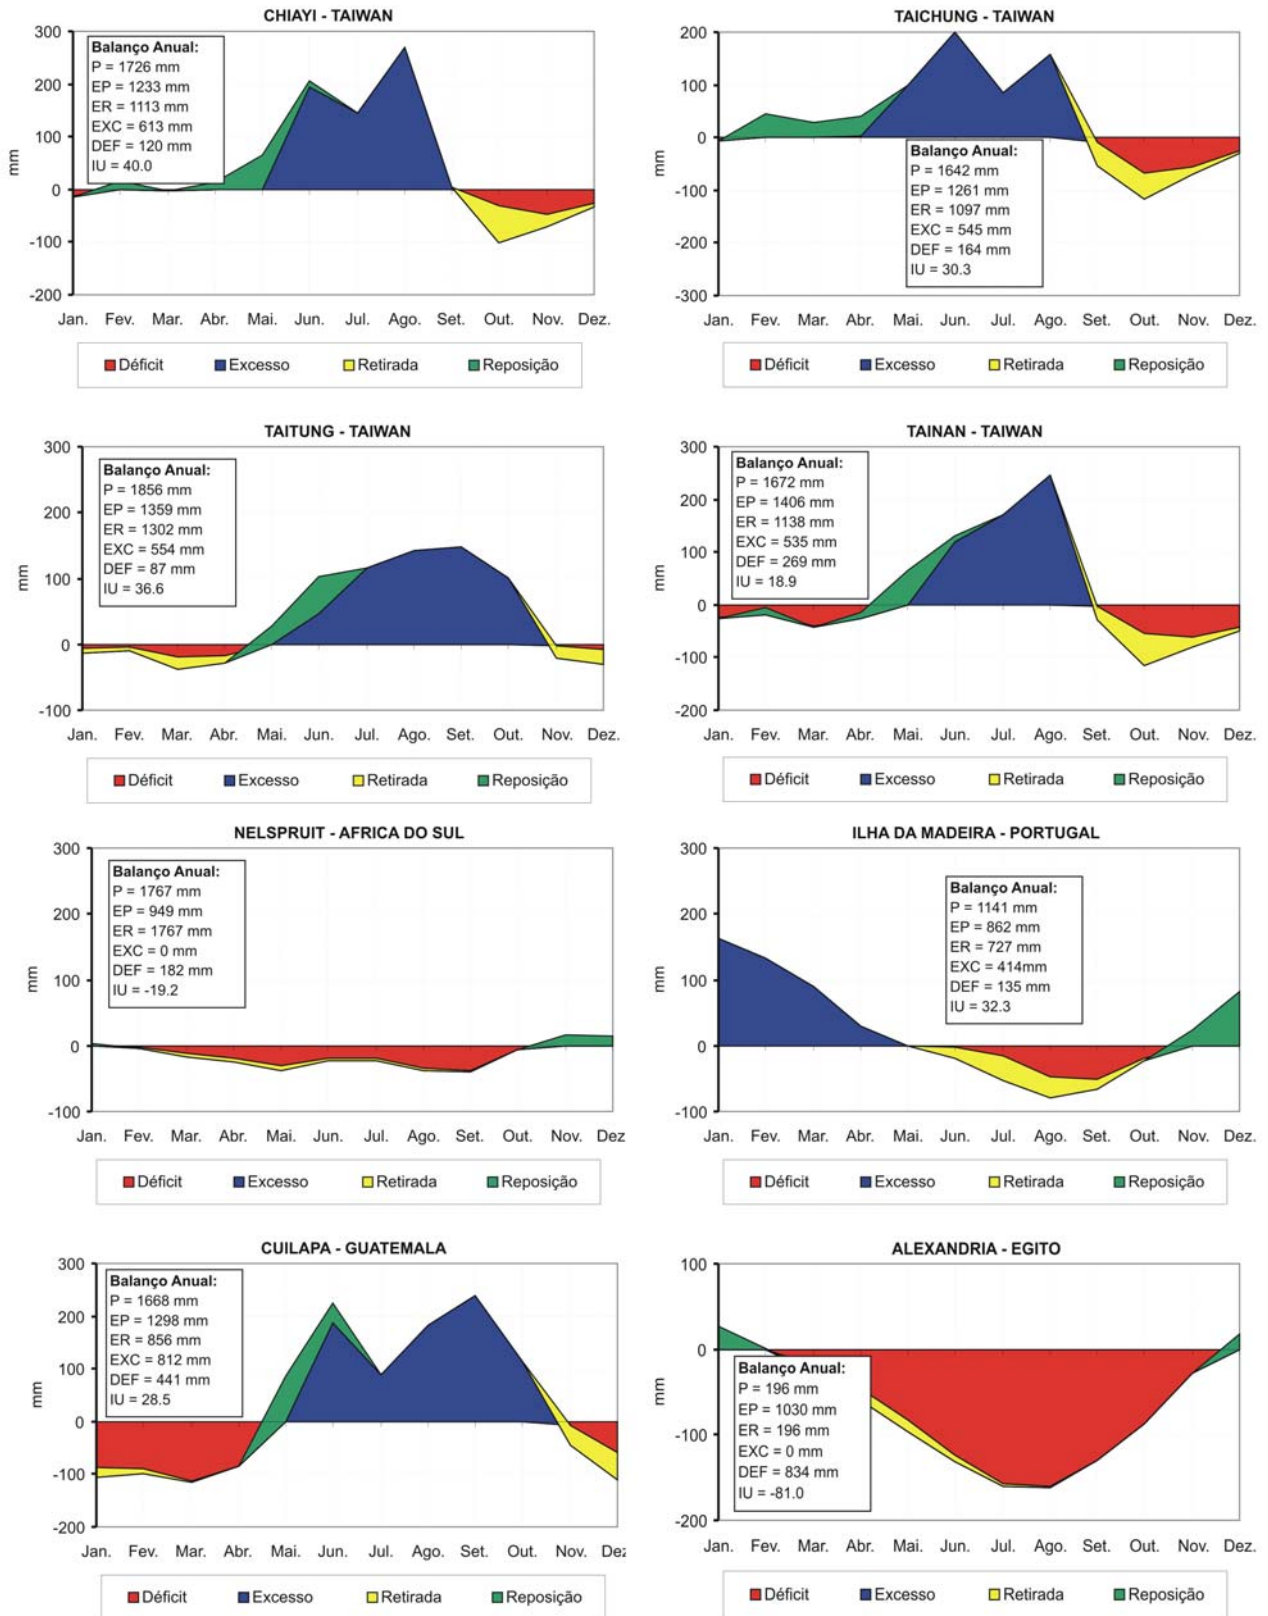 CHIAYI - TAIWAN
300
200
100
0
-100
-200
mm
Balanço Anual:
P = 1726 mm
EP = 1233 mm
ER = 1113 mm
EXC = 613 mm
DEF = 120 mm
IU = 40.0
Jan. Fev. Mar. Abr. Mai. Jun. Jul. Ago. Set. Out. Nov. Dez.
Déficit Excesso Retirada Reposição
TAICHUNG - TAIWAN
200
100
0
-100
-200
-300
mm
Balanço Anual:
P = 1642 mm
EP = 1261 mm
ER = 1097 mm
EXC = 545 mm
DEF = 164 mm
IU = 30.3
Jan. Fev. Mar. Abr. Mai. Jun. Jul. Ago. Set. Out. Nov. Dez.
Déficit Excesso Retirada Reposição
TAITUNG - TAIWAN
300
200
100
0
-100
mm
Balanço Anual:
P = 1856 mm
EP = 1359 mm
ER = 1302 mm
EXC = 554 mm
DEF = 87 mm
IU = 36.6
Jan. Fev. Mar. Abr. Mai. Jun. Jul. Ago. Set. Out. Nov. Dez.
Déficit Excesso Retirada Reposição
TAINAN - TAIWAN
300
200
100
0
-100
-200
mm
Balanço Anual:
P = 1672 mm
EP = 1406 mm
ER = 1138 mm
EXC = 535 mm
DEF = 269 mm
IU = 18.9
Jan. Fev. Mar. Abr. Mai. Jun. Jul. Ago. Set. Out. Nov. Dez.
Déficit Excesso Retirada Reposição
NELSPRUIT - AFRICA DO SUL
300
200
100
0
-100
mm
Balanço Anual:
P = 1767 mm
EP = 949 mm
ER = 1767 mm
EXC = 0 mm
DEF = 182 mm
IU = -19.2
Jan. Fev. Mar. Abr. Mai. Jun. Jul. Ago. Set. Out. Nov. Dez
Déficit Excesso Retirada Reposição
ILHA DA MADEIRA - PORTUGAL
300
200
100
0
-100
mm
Balanço Anual:
P = 1141 mm
EP = 862 mm
ER = 727 mm
EXC = 414mm
DEF = 135 mm
IU = 32.3
Jan. Fev. Mar. Abr. Mai. Jun. Jul. Ago. Set. Out. Nov. Dez.
Déficit Excesso Retirada Reposição
CUILAPA - GUATEMALA
300
200
100
0
-100
-200
mm
Balanço Anual:
P = 1668 mm
EP = 1298 mm
ER = 856 mm
EXC = 812 mm
DEF = 441 mm
IU = 28.5
Jan. Fev. Mar. Abr. Mai. Jun. Jul. Ago. Set. Out. Nov. Dez
Déficit Excesso Retirada Reposição
ALEXANDRIA - EGITO
100
0
-100
-200
mm
Balanço Anual:
P = 196 mm
EP = 1030 mm
ER = 196 mm
EXC = 0 mm
DEF = 834 mm
IU = -81.0
Jan. Fev. Mar. Abr. Mai. Jun. Jul. Ago. Set. Out. Nov. Dez.
Déficit Excesso Retirada Reposição